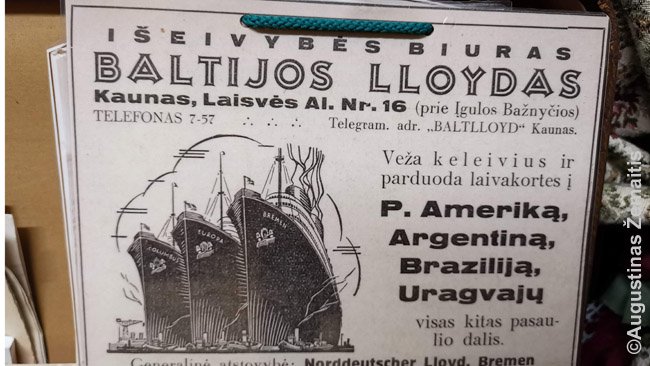 IŠEIVYBĖS BIURAS
BALTIJOS LLOYDAS
Kaunas, Laisvės Al. Nr. 16 (prie Įgulos Bažnyčios)
TELEFONAS 7-57 ∴ ∴ Telegram. adr. „BALTLLOYD“ Kaunas.
COLUMBUS
EUROPA
BREMEN
Veža keleivius ir
parduoda laivakortes į
P. Ameriką,
Argentiną,
Braziliją,
Uragvajų
visas kitas pasau-
lio dalis.
Generalinė atstovybė: Norddeutscher Lloyd, Bremen
©Augustinas Žemaitis